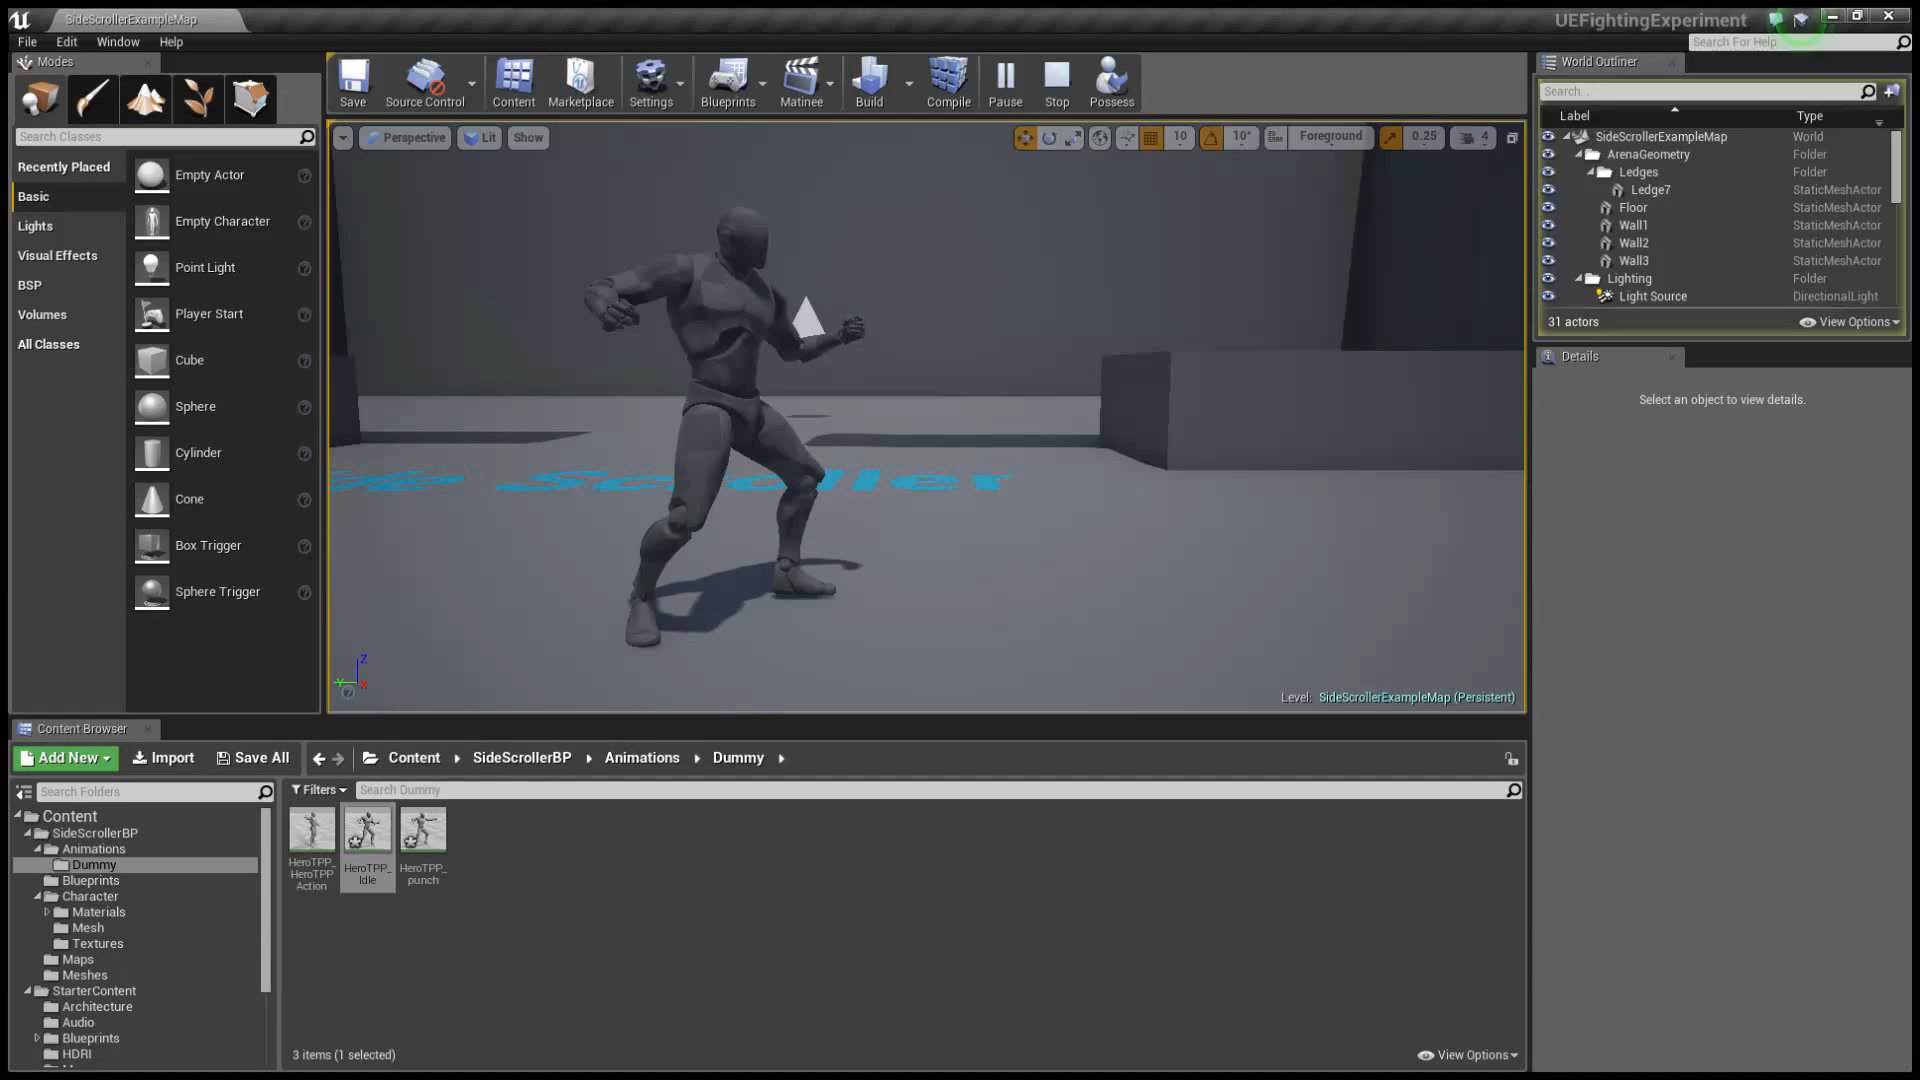 SideScrollerExampleMap
UEFightingExperiment
File Edit Window Help
Search For Help
Modes
Search Classes
Recently Placed
Basic
Lights
Visual Effects
BSP
Volumes
All Classes
Empty Actor
Empty Character
Point Light
Player Start
Cube
Sphere
Cylinder
Cone
Box Trigger
Sphere Trigger
Save Source Control Content Marketplace Settings Blueprints Matinee Build Compile Pause Stop Possess
Perspective Lit Show
10 10° Foreground 0.25 4
Scroller
Z
Y X
Level: SideScrollerExampleMap (Persistent)
World Outliner
Search...
Label Type
SideScrollerExampleMap World
ArenaGeometry Folder
Ledges Folder
Ledge7 StaticMeshActor
Floor StaticMeshActor
Wall1 StaticMeshActor
Wall2 StaticMeshActor
Wall3 StaticMeshActor
Lighting Folder
Light Source DirectionalLight
31 actors View Options
Details
Select an object to view details.
Content Browser
Add New Import Save All Content SideScrollerBP Animations Dummy
Search Folders
Filters Search Dummy
Content
SideScrollerBP
Animations
Dummy
Blueprints
Character
Materials
Mesh
Textures
Maps
Meshes
StarterContent
Architecture
Audio
Blueprints
HDRI
HeroTPP_
HeroTPP
Action
HeroTPP_
Idle
HeroTPP_
punch
3 items (1 selected) View Options